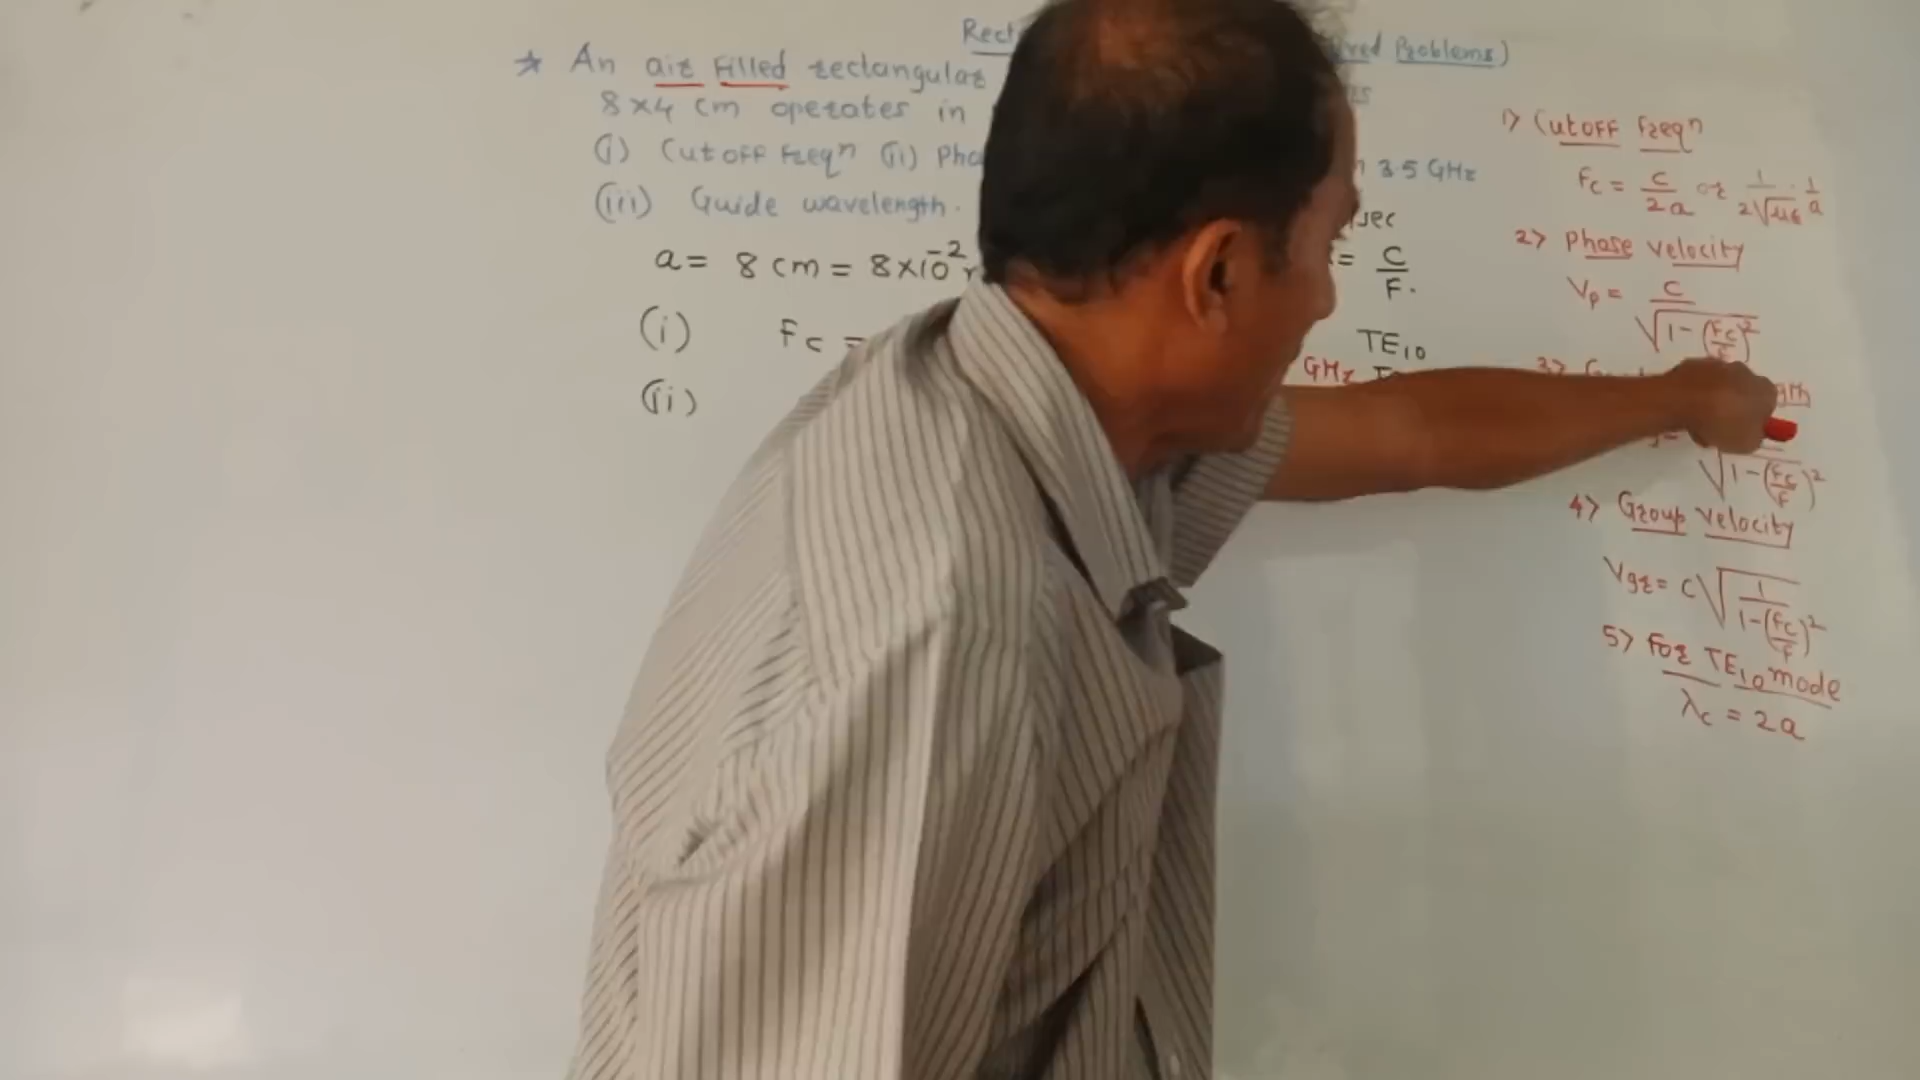 ved Problems)
* An air filled rectangular
8×4 cm operates in
(i) Cutoff freqⁿ (ii) Pha
3.5 GHz
(iii) Guide wavelength.
sec
a = 8 cm = 8×10⁻²
= C/F.
(i) Fc =
TE₁₀
GHz
(ii)
1) Cutoff freqⁿ
Fc = C/2a or 1/2√με · 1/a
2) Phase velocity
Vp = C/√1-(Fc/F)²
3)
gth
√1-(Fc/F)²
4) Group velocity
Vgr = C√1/1-(Fc/F)²
5) For TE₁₀ mode
λc = 2a